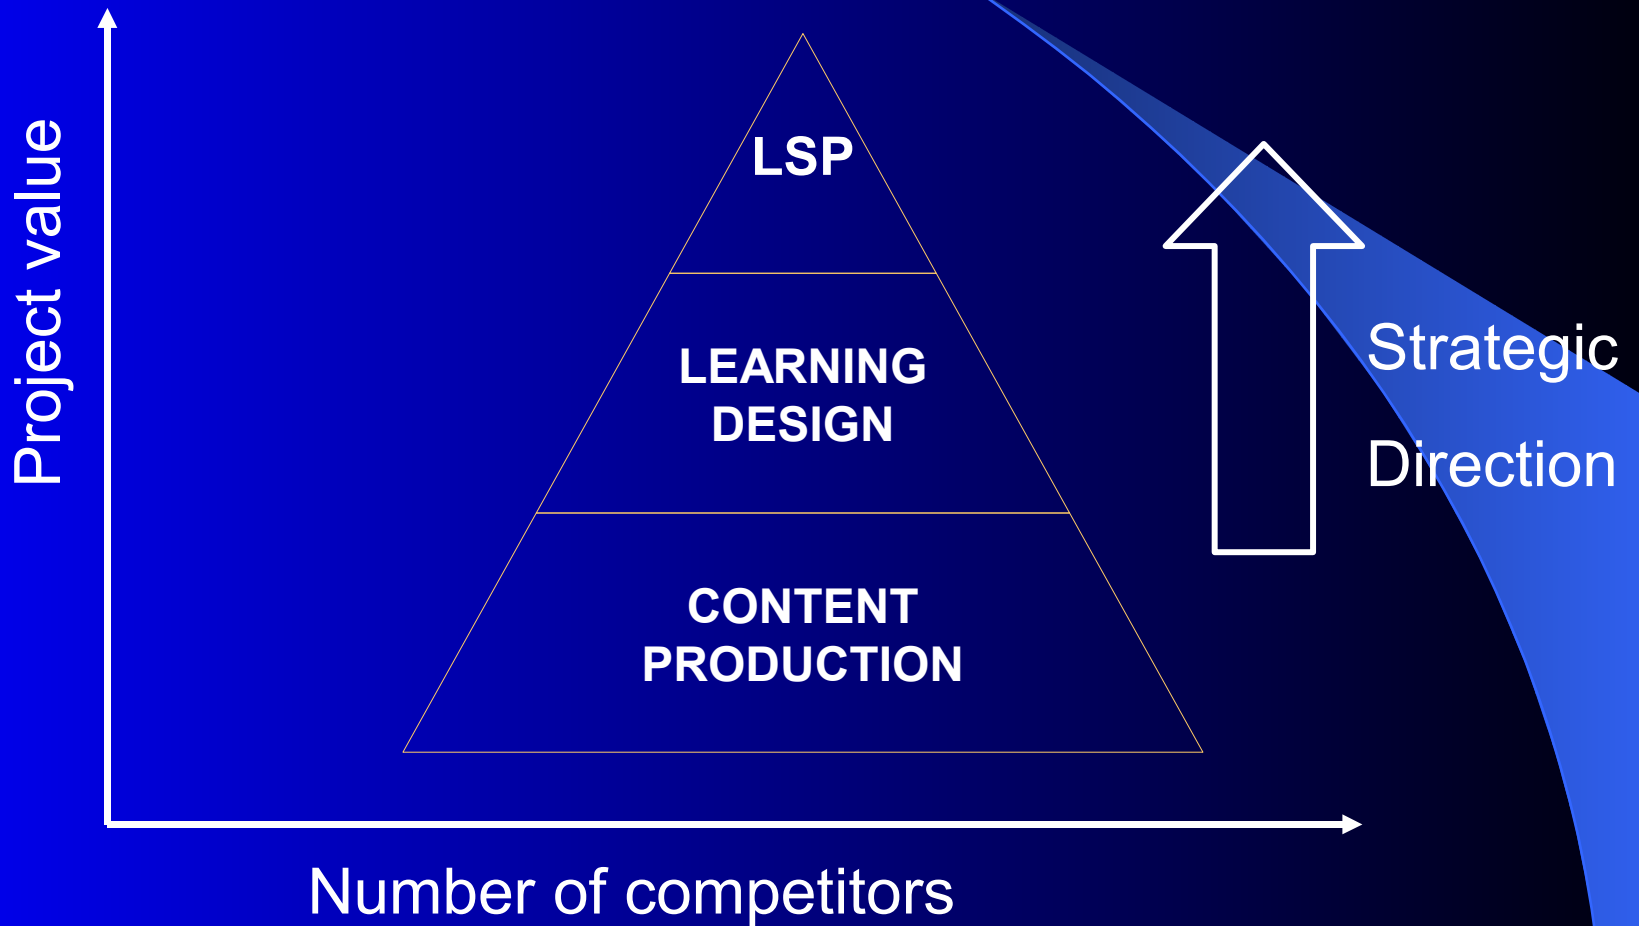 Project value
LSP
LEARNING
DESIGN
CONTENT
PRODUCTION
Strategic
Direction
Number of competitors